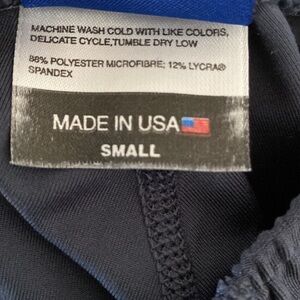 MACHINE WASH COLD WITH LIKE COLORS,
DELICATE CYCLE,TUMBLE DRY LOW
88% POLYESTER MICROFIBRE; 12% LYCRA®
SPANDEX
MADE IN USA
SMALL